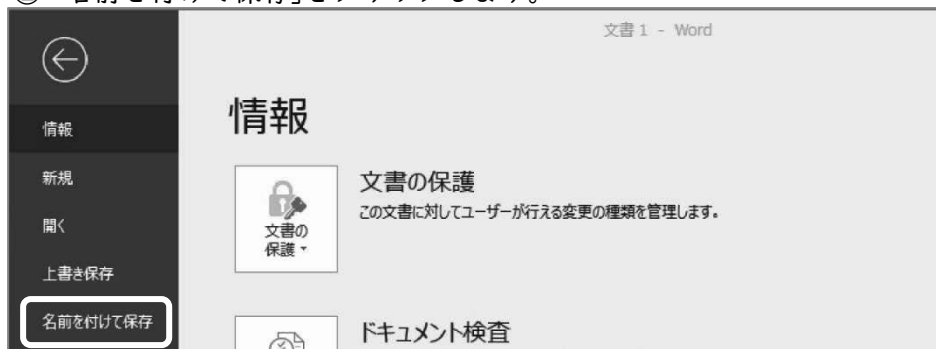 名前を付けて保存」をクリックします。
文書 1 - Word
情報
情報
新規
文書の保護
この文書に対してユーザーが行える変更の種類を管理します。
文書の
保護
開く
上書き保存
名前を付けて保存
ドキュメント検査